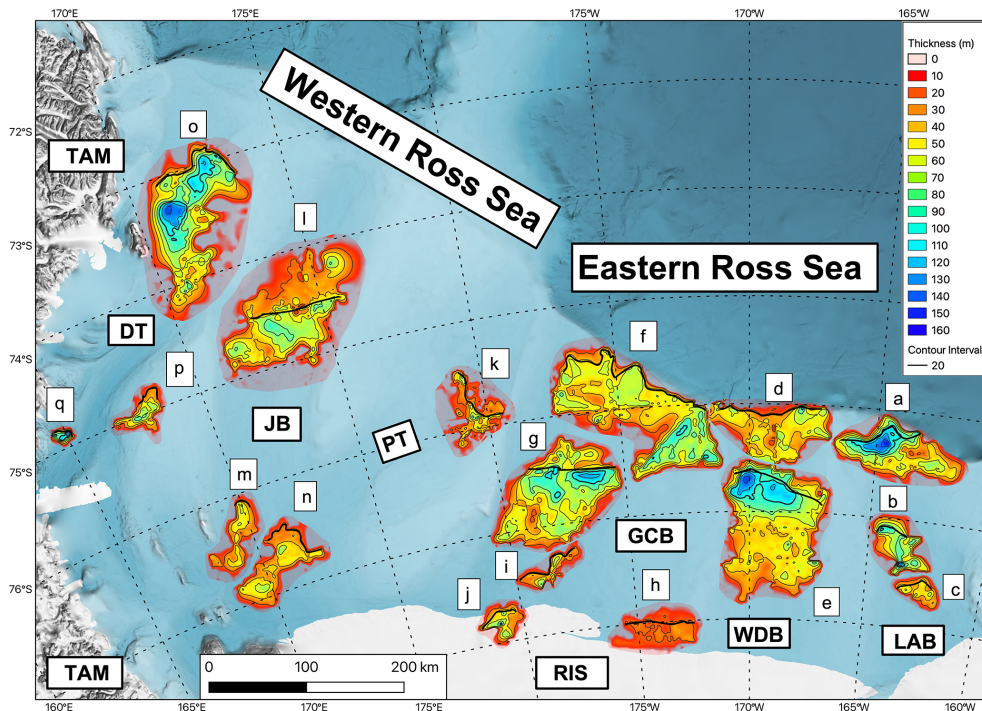 170°E
175°E
175°W
170°W
165°W
72°S
73°S
74°S
75°S
76°S
160°E
165°E
170°E
175°E
175°W
170°W
165°W
160°W
Western Ross Sea
Eastern Ross Sea
TAM
o
l
DT
p
q
JB
k
PT
f
d
a
g
m
n
b
GCB
i
j
h
e
c
WDB
LAB
RIS
TAM
0 100 200 km
Thickness (m)
0
10
20
30
40
50
60
70
80
90
100
110
120
130
140
150
160
Contour Interval
20